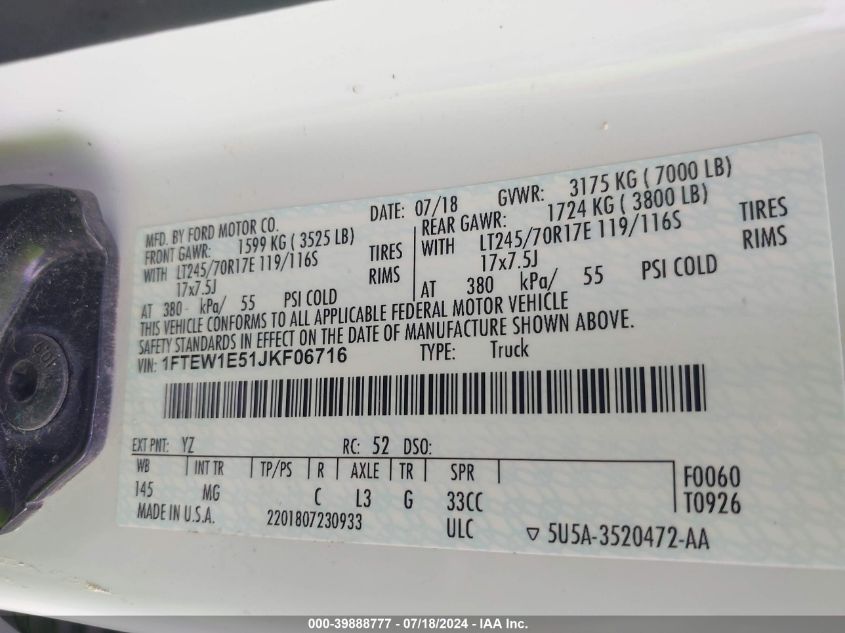 MFD. BY FORD MOTOR CO. DATE: 07/18 GVWR: 3175 KG ( 7000 LB)
FRONT GAWR: 1599 KG ( 3525 LB) REAR GAWR: 1724 KG ( 3800 LB)
WITH LT245/70R17E 119/116S TIRES WITH LT245/70R17E 119/116S TIRES
17x7.5J RIMS 17x7.5J RIMS
AT 380 kPa/ 55 PSI COLD AT 380 kPa/ 55 PSI COLD
THIS VEHICLE CONFORMS TO ALL APPLICABLE FEDERAL MOTOR VEHICLE
SAFETY STANDARDS IN EFFECT ON THE DATE OF MANUFACTURE SHOWN ABOVE.
VIN: 1FTEW1E51JKF06716 TYPE: Truck
EXT PNT: YZ RC: 52 DSO:
WB INT TR TP/PS R AXLE TR SPR F0060
145 MG C L3 G 33CC T0926
MADE IN U.S.A. 2201807230933 ULC ▽ 5U5A-3520472-AA
000-39888777 - 07/18/2024 - IAA Inc.